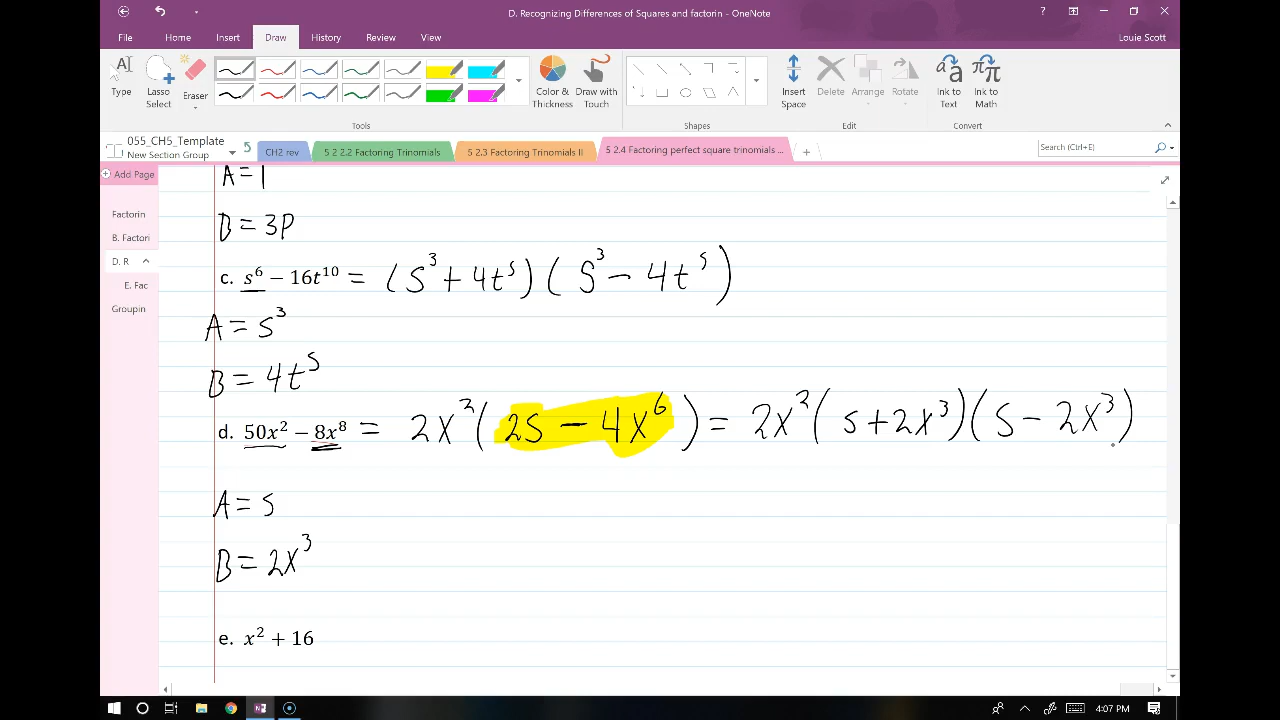 D. Recognizing Differences of Squares and factorin - OneNote
Louie Scott
File Home Insert Draw History Review View
Type Lasso Select Eraser Color & Thickness Draw with Touch Insert Space Delete Arrange Rotate Ink to Text Ink to Math
Tools Shapes Edit Convert
055_CH5_Template
New Section Group
CH2 rev 5 2 2.2 Factoring Trinomials 5 2.3 Factoring Trinomials II 5 2.4 Factoring perfect square trinomials ...
Search (Ctrl+E)
Add Page
Factorin
B. Factori
D. R
E. Fac
Groupin
A = 1
B = 3P
c. s⁶ − 16t¹⁰ = (s³ + 4t⁵)(s³ − 4t⁵)
A = s³
B = 4t⁵
d. 50x² − 8x⁸ = 2x²(25 − 4x⁶) = 2x²(5 + 2x³)(5 − 2x³)
A = 5
B = 2x³
e. x² + 16
4:07 PM